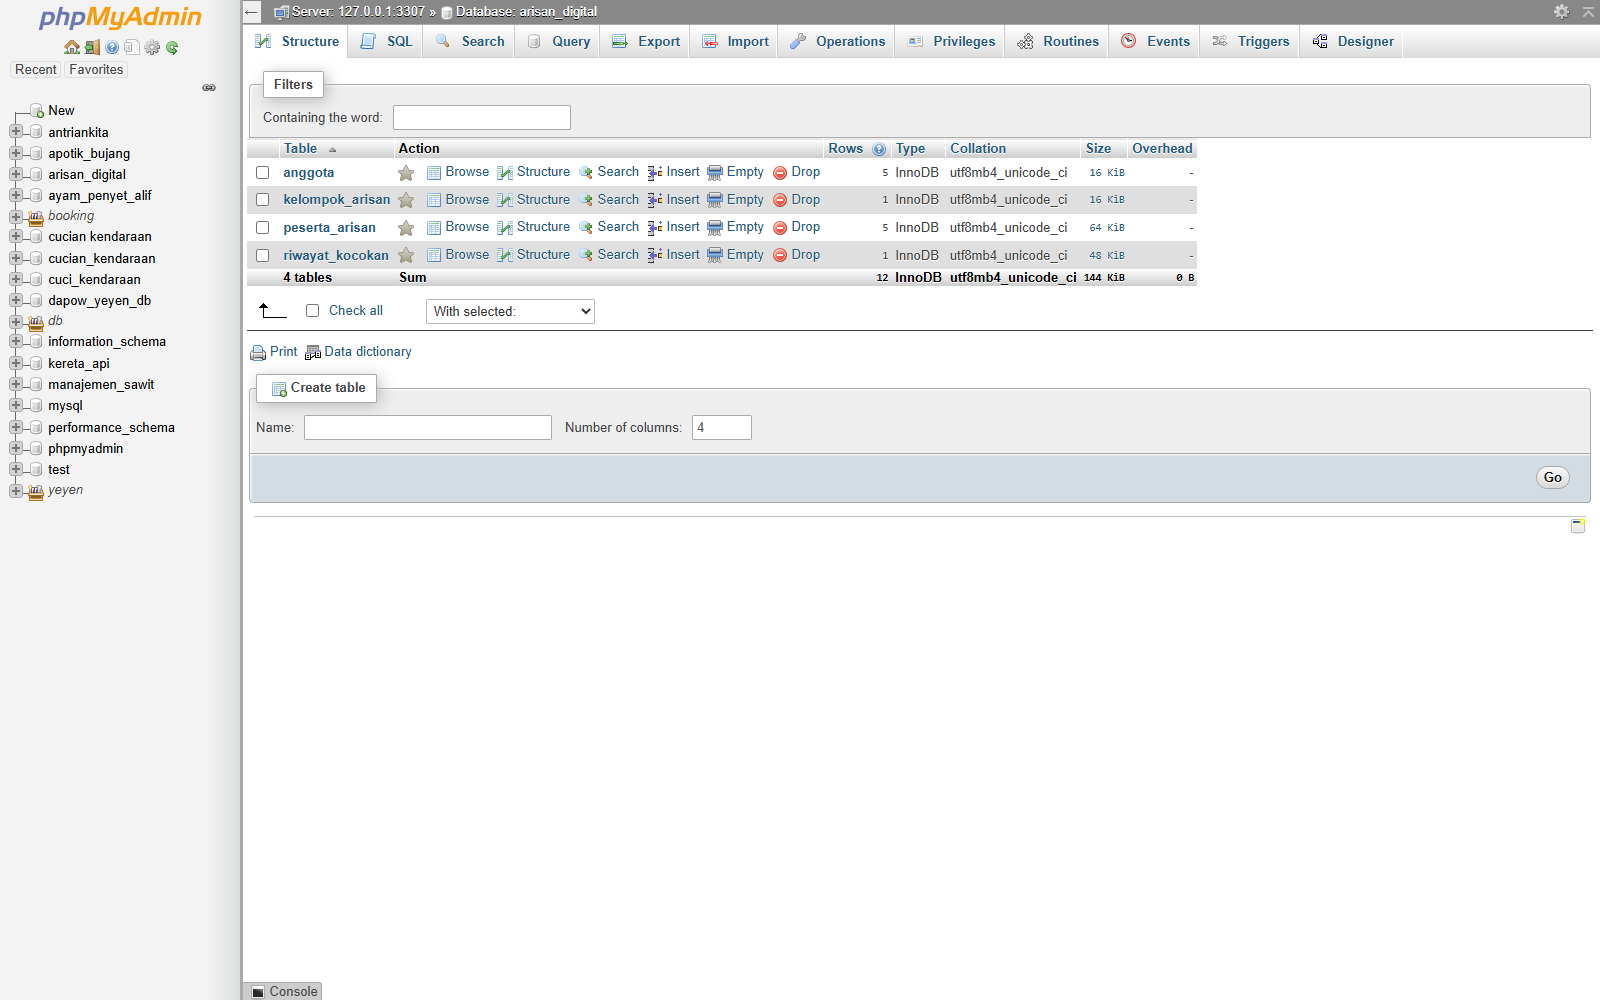 phpMyAdmin
Recent Favorites
New
antriankita
apotik_bujang
arisan_digital
ayam_penyet_alif
booking
cucian kendaraan
cucian_kendaraan
cuci_kendaraan
dapow_yeyen_db
db
information_schema
kereta_api
manajemen_sawit
mysql
performance_schema
phpmyadmin
test
yeyen
Server: 127.0.0.1:3307 » Database: arisan_digital
Structure SQL Search Query Export Import Operations Privileges Routines Events Triggers Designer
Filters
Containing the word:
Table Action Rows Type Collation Size Overhead
anggota Browse Structure Search Insert Empty Drop 5 InnoDB utf8mb4_unicode_ci 16 KiB -
kelompok_arisan Browse Structure Search Insert Empty Drop 1 InnoDB utf8mb4_unicode_ci 16 KiB -
peserta_arisan Browse Structure Search Insert Empty Drop 5 InnoDB utf8mb4_unicode_ci 64 KiB -
riwayat_kocokan Browse Structure Search Insert Empty Drop 1 InnoDB utf8mb4_unicode_ci 48 KiB -
4 tables Sum 12 InnoDB utf8mb4_unicode_ci 144 KiB 0 B
Check all With selected:
Print Data dictionary
Create table
Name: Number of columns: 4
Go
Console